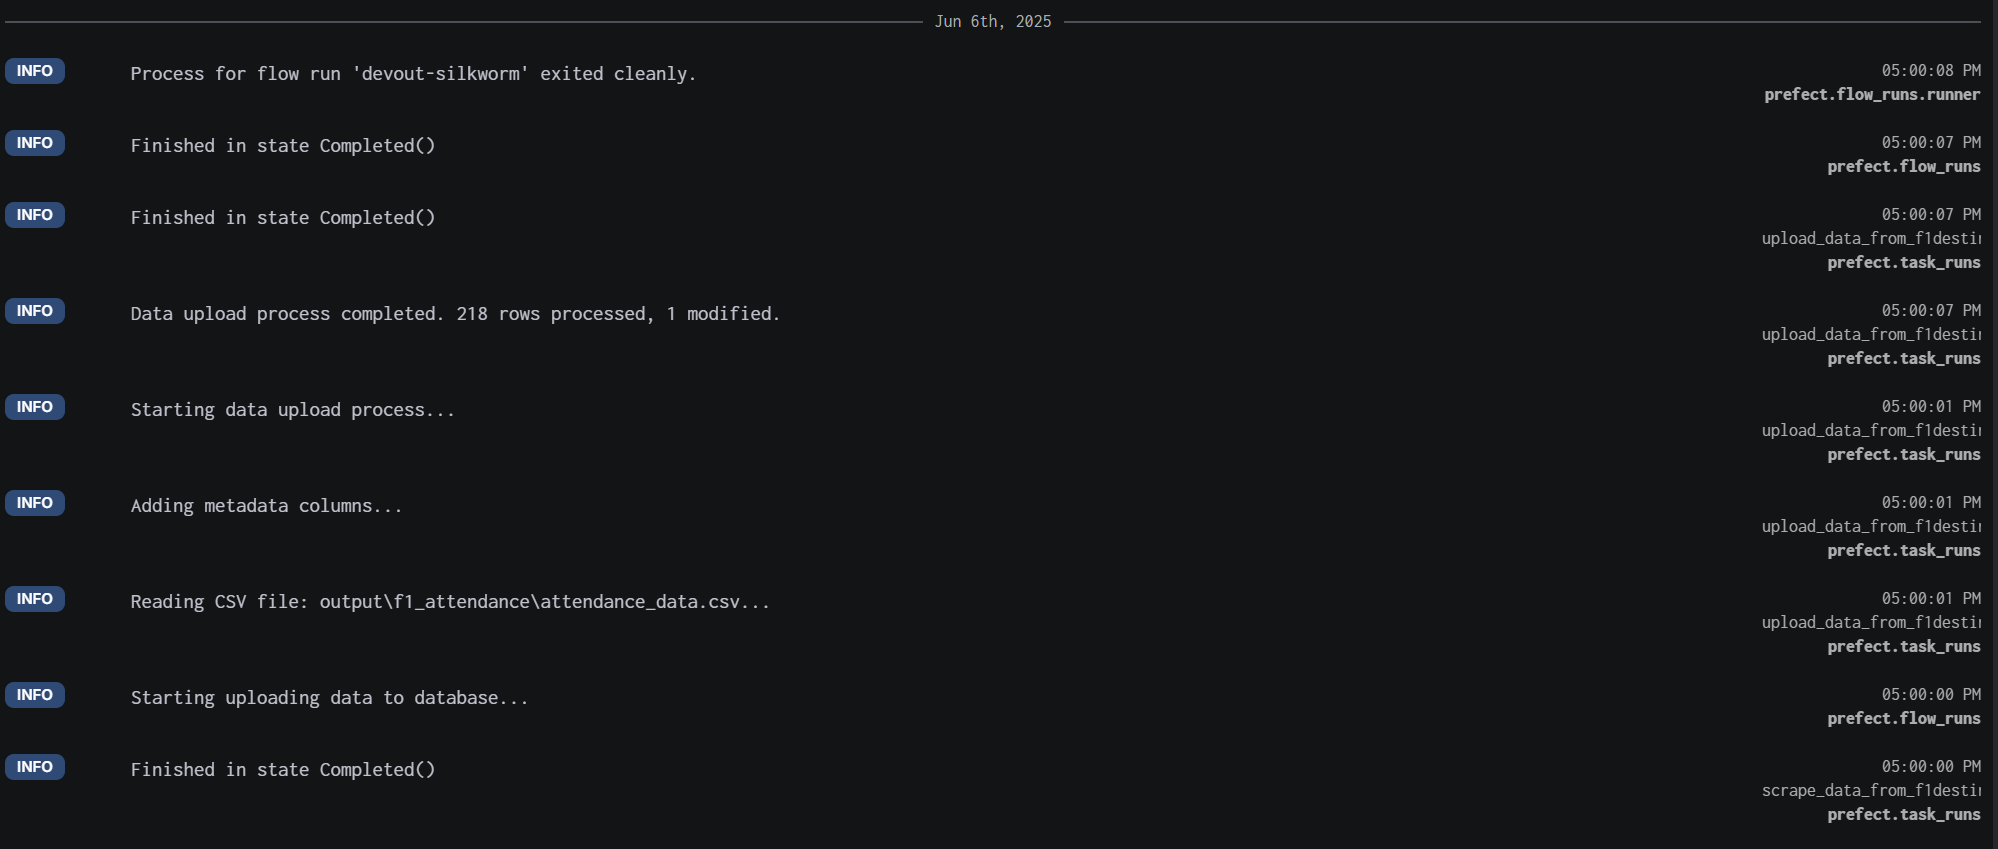 Jun 6th, 2025
INFO Process for flow run 'devout-silkworm' exited cleanly. 05:00:08 PM
prefect.flow_runs.runner
INFO Finished in state Completed() 05:00:07 PM
prefect.flow_runs
INFO Finished in state Completed() 05:00:07 PM
upload_data_from_f1desti
prefect.task_runs
INFO Data upload process completed. 218 rows processed, 1 modified. 05:00:07 PM
upload_data_from_f1desti
prefect.task_runs
INFO Starting data upload process... 05:00:01 PM
upload_data_from_f1desti
prefect.task_runs
INFO Adding metadata columns... 05:00:01 PM
upload_data_from_f1desti
prefect.task_runs
INFO Reading CSV file: output\f1_attendance\attendance_data.csv... 05:00:01 PM
upload_data_from_f1desti
prefect.task_runs
INFO Starting uploading data to database... 05:00:00 PM
prefect.flow_runs
INFO Finished in state Completed() 05:00:00 PM
scrape_data_from_f1desti
prefect.task_runs